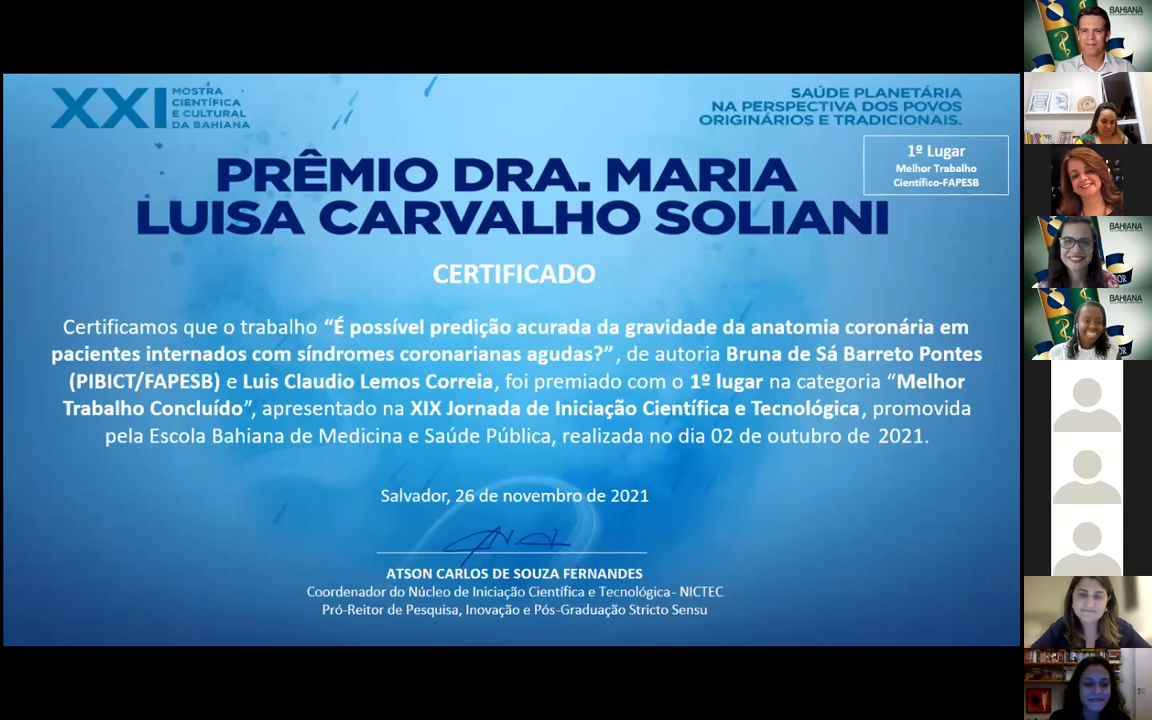 XXI MOSTRA
CIENTÍFICA
E CULTURAL
DA BAHIANA
SAÚDE PLANETÁRIA
NA PERSPECTIVA DOS POVOS
ORIGINÁRIOS E TRADICIONAIS.
1º Lugar
Melhor Trabalho
Científico-FAPESB
PRÊMIO DRA. MARIA
LUISA CARVALHO SOLIANI
CERTIFICADO
Certificamos que o trabalho “É possível predição acurada da gravidade da anatomia coronária em
pacientes internados com síndromes coronarianas agudas?”, de autoria Bruna de Sá Barreto Pontes
(PIBICT/FAPESB) e Luis Claudio Lemos Correia, foi premiado com o 1º lugar na categoria “Melhor
Trabalho Concluído”, apresentado na XIX Jornada de Iniciação Científica e Tecnológica, promovida
pela Escola Bahiana de Medicina e Saúde Pública, realizada no dia 02 de outubro de 2021.
Salvador, 26 de novembro de 2021
ATSON CARLOS DE SOUZA FERNANDES
Coordenador do Núcleo de Iniciação Científica e Tecnológica- NICTEC
Pró-Reitor de Pesquisa, Inovação e Pós-Graduação Stricto Sensu
BAHIANA
BAHIANA
BAHIANA